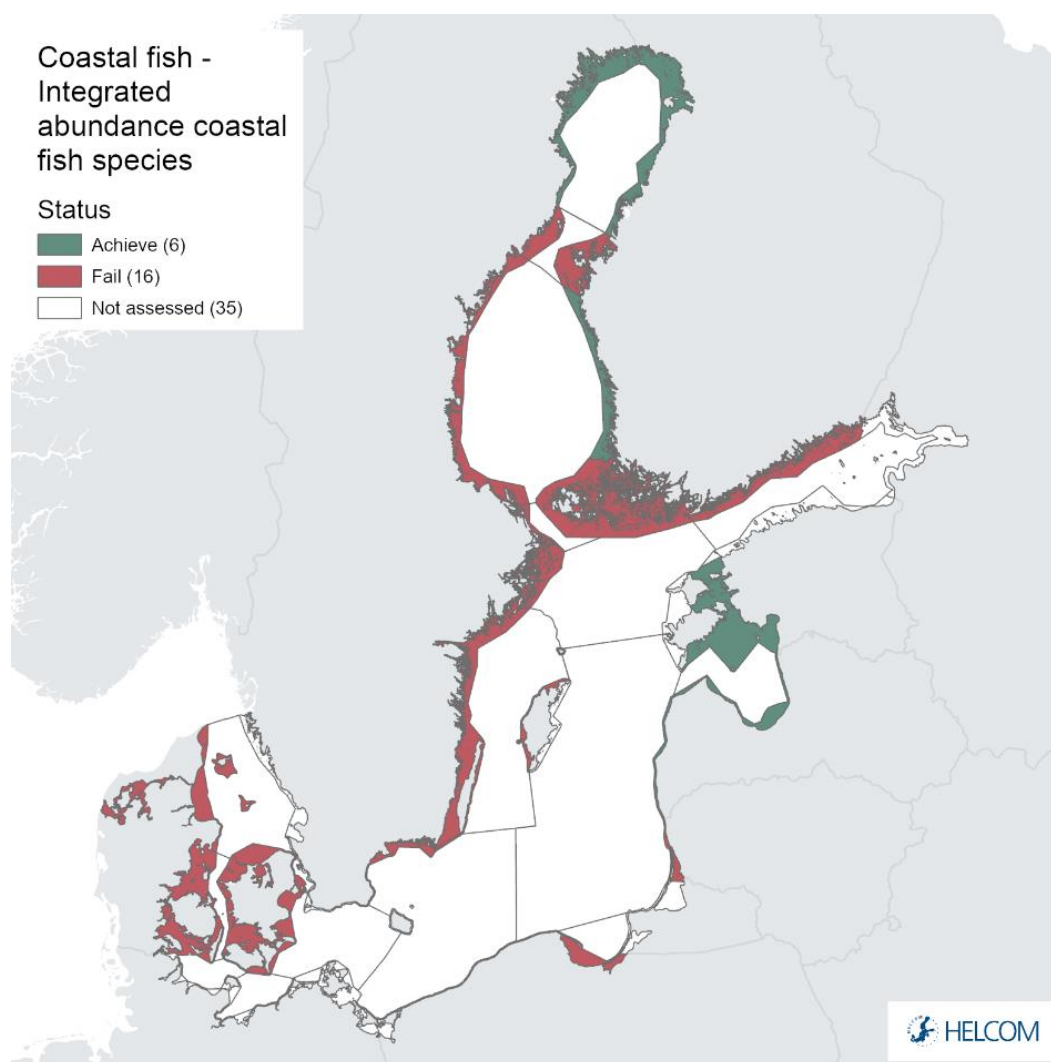 Coastal fish -
Integrated
abundance coastal
fish species
Status
Achieve (6)
Fail (16)
Not assessed (35)
HELCOM